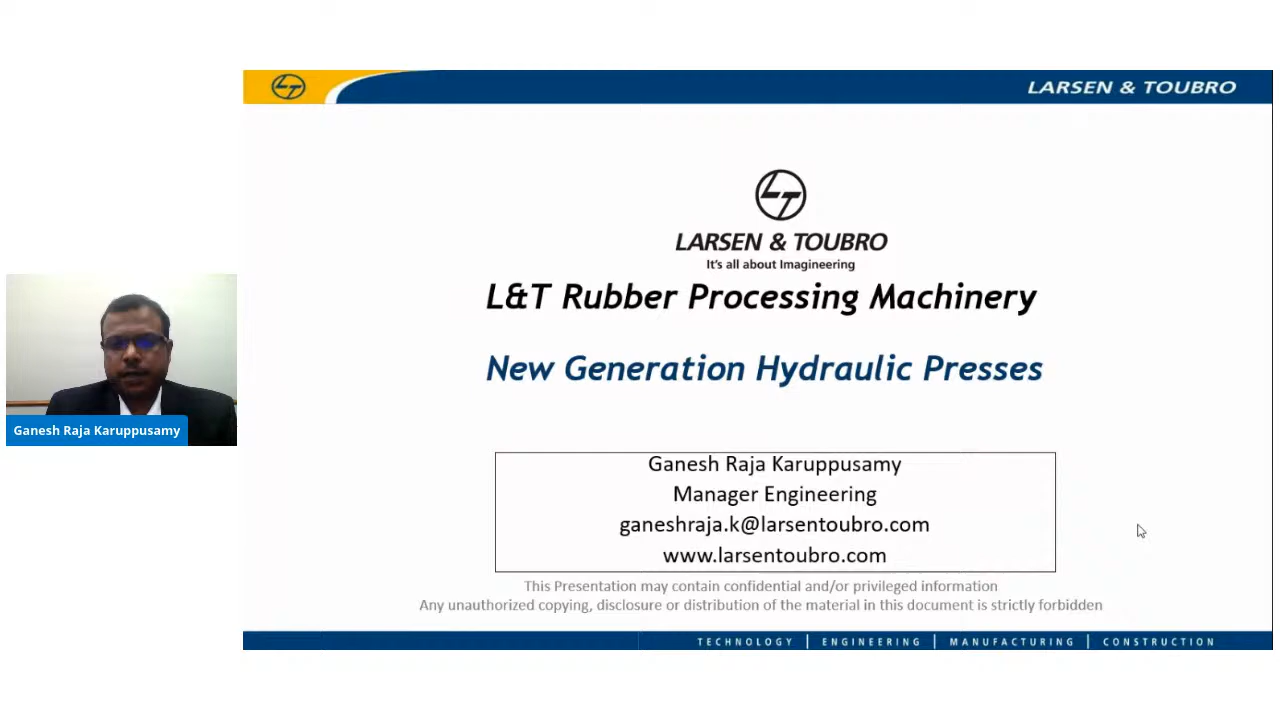 LARSEN & TOUBRO
LARSEN & TOUBRO
It's all about Imagineering
L&T Rubber Processing Machinery
New Generation Hydraulic Presses
Ganesh Raja Karuppusamy
Ganesh Raja Karuppusamy
Manager Engineering
ganeshraja.k@larsentoubro.com
www.larsentoubro.com
This Presentation may contain confidential and/or privileged information
Any unauthorized copying, disclosure or distribution of the material in this document is strictly forbidden
TECHNOLOGY | ENGINEERING | MANUFACTURING | CONSTRUCTION